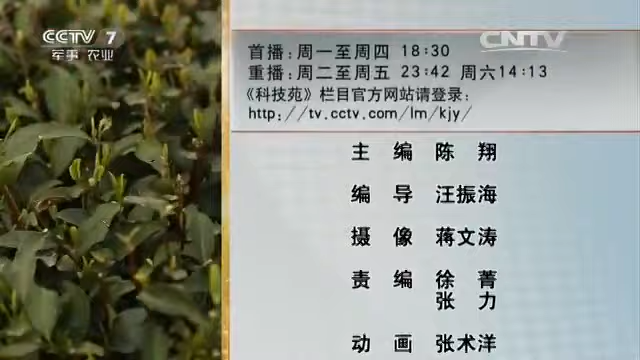 CCTV 7
军事 农业
CNTV
首播:周一至周四 18:30
重播:周二至周五 23:42 周六14:13
《科技苑》栏目官方网站请登录:
http://tv.cctv.com/lm/kjy/
主 编 陈 翔
编 导 汪振海
摄 像 蒋文涛
责 编 徐 菁
张 力
动 画 张术洋